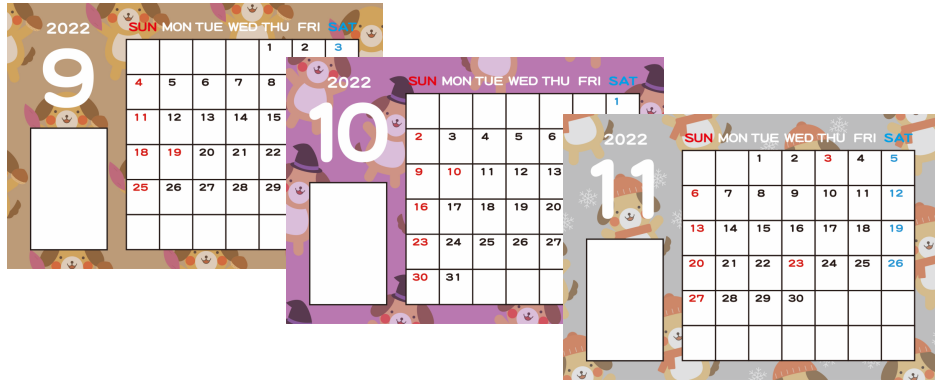 2022
9
SUN MON TUE WED THU FRI SAT
1 2 3
4 5 6 7 8
11 12 13 14 15
18 19 20 21 22
25 26 27 28 29
2022
10
SUN MON TUE WED THU FRI SAT
1
2 3 4 5 6
9 10 11 12 13
16 17 18 19 20
23 24 25 26 27
30 31
2022
11
SUN MON TUE WED THU FRI SAT
1 2 3 4 5
6 7 8 9 10 11 12
13 14 15 16 17 18 19
20 21 22 23 24 25 26
27 28 29 30